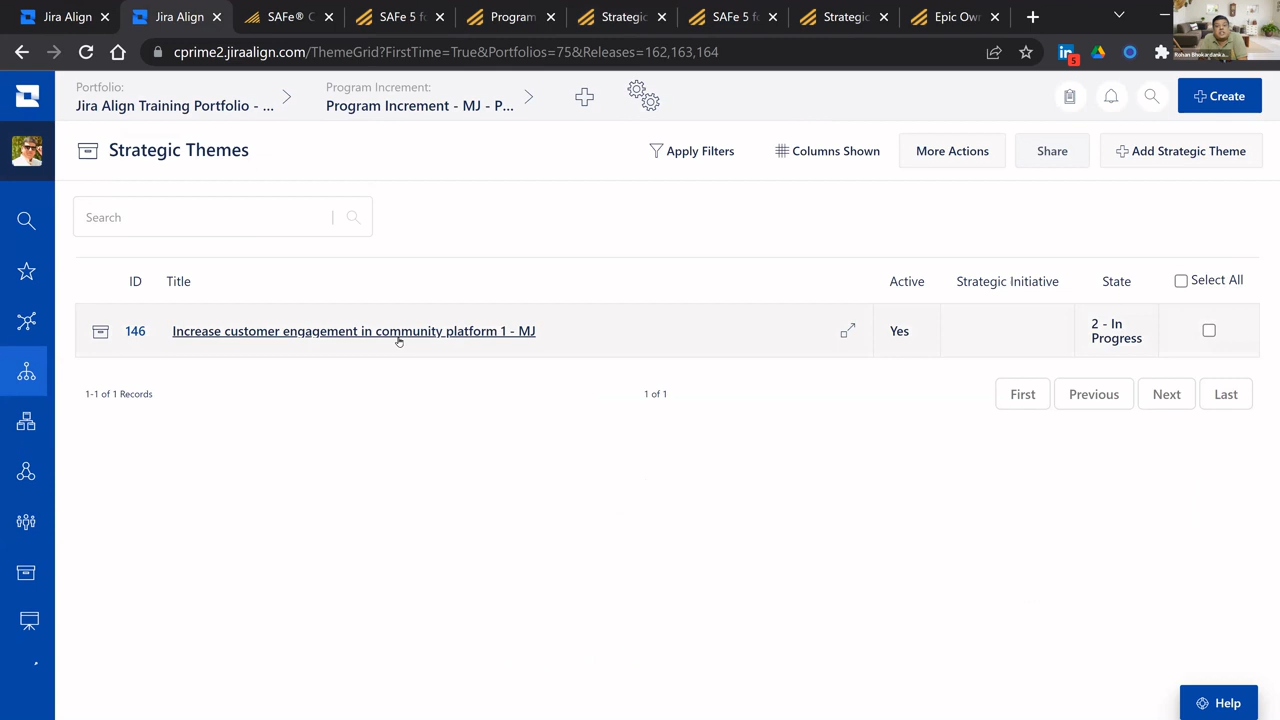 Jira Align
Jira Align
SAFe® C
SAFe 5 fo
Program
Strategic
SAFe 5 fo
Strategic
Epic Own
cprime2.jiraalign.com/ThemeGrid?FirstTime=True&Portfolios=75&Releases=162,163,164
5
Portfolio:
Jira Align Training Portfolio - ...
Program Increment:
Program Increment - MJ - P...
Create
Strategic Themes
Apply Filters
Columns Shown
More Actions
Share
Add Strategic Theme
Search
ID
Title
Active
Strategic Initiative
State
Select All
146
Increase customer engagement in community platform 1 - MJ
Yes
2 - In
Progress
1-1 of 1 Records
1 of 1
First
Previous
Next
Last
Help